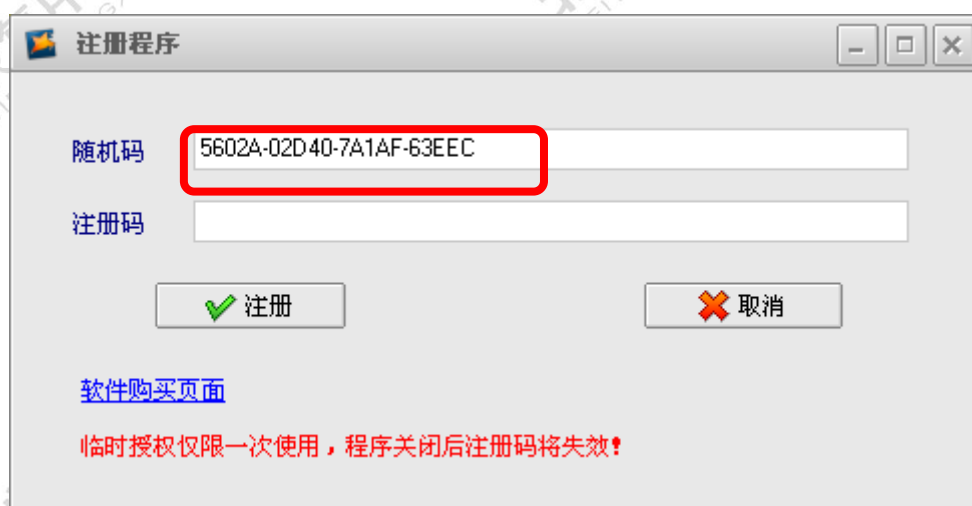 注册程序
随机码 5602A-02D40-7A1AF-63EEC
注册码
注册 取消
软件购买页面
临时授权仅限一次使用，程序关闭后注册码将失效！